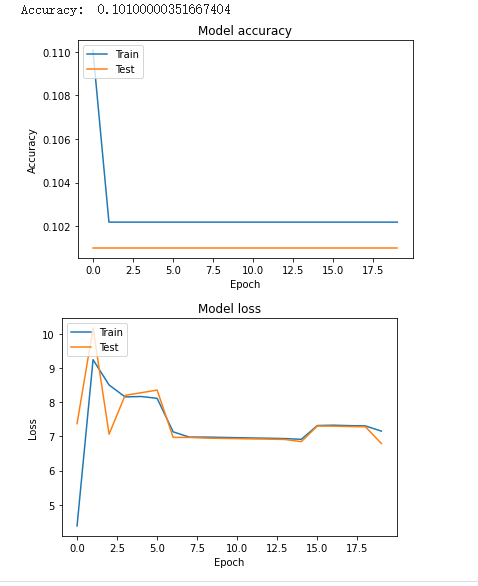 Accuracy: 0.10100000351667404
Model accuracy
0.110
0.108
0.106
0.104
0.102
Accuracy
Train
Test
0.0 2.5 5.0 7.5 10.0 12.5 15.0 17.5
Epoch
Model loss
10
9
8
7
6
5
Loss
Train
Test
0.0 2.5 5.0 7.5 10.0 12.5 15.0 17.5
Epoch